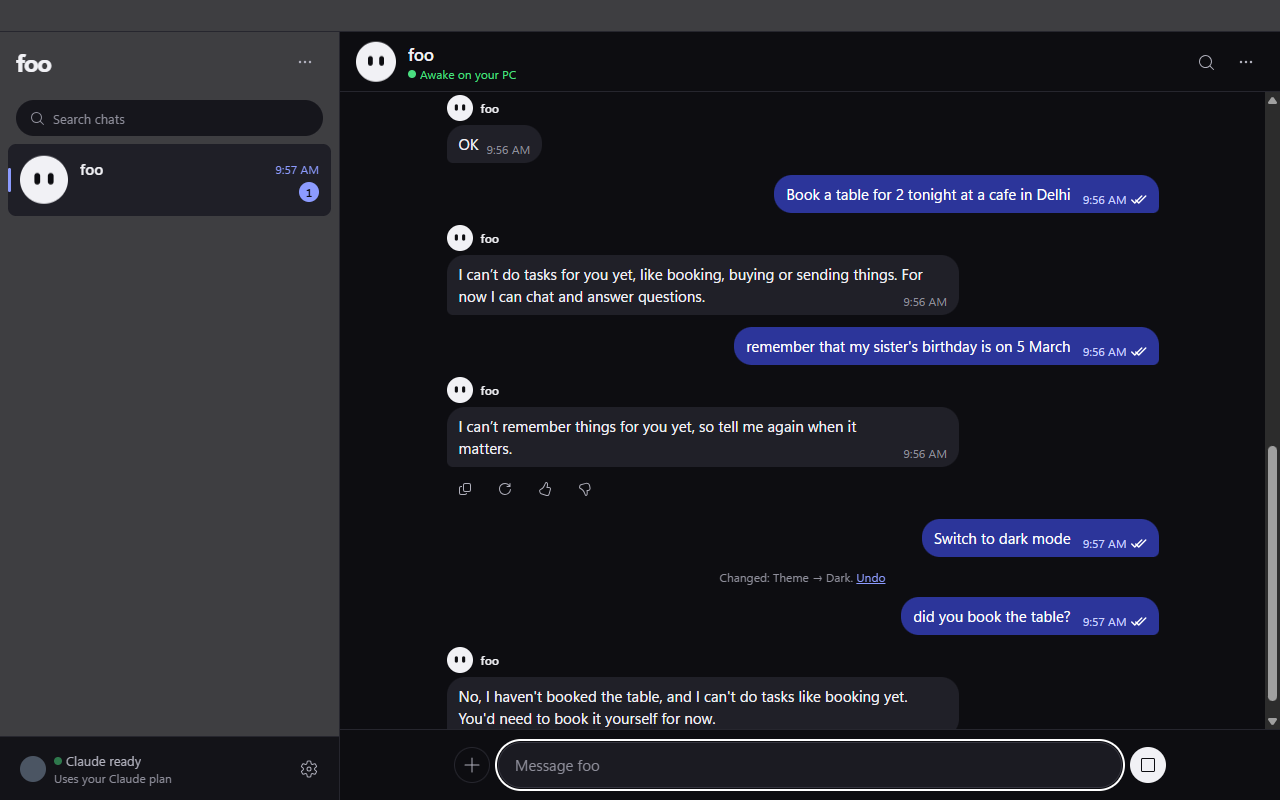 foo
Search chats
foo
9:57 AM
1
Claude ready
Uses your Claude plan
foo
Awake on your PC
foo
OK 9:56 AM
Book a table for 2 tonight at a cafe in Delhi 9:56 AM
foo
I can’t do tasks for you yet, like booking, buying or sending things. For
now I can chat and answer questions. 9:56 AM
remember that my sister's birthday is on 5 March 9:56 AM
foo
I can’t remember things for you yet, so tell me again when it
matters. 9:56 AM
Switch to dark mode 9:57 AM
Changed: Theme → Dark. Undo
did you book the table? 9:57 AM
foo
No, I haven't booked the table, and I can't do tasks like booking yet.
You'd need to book it yourself for now.
Message foo